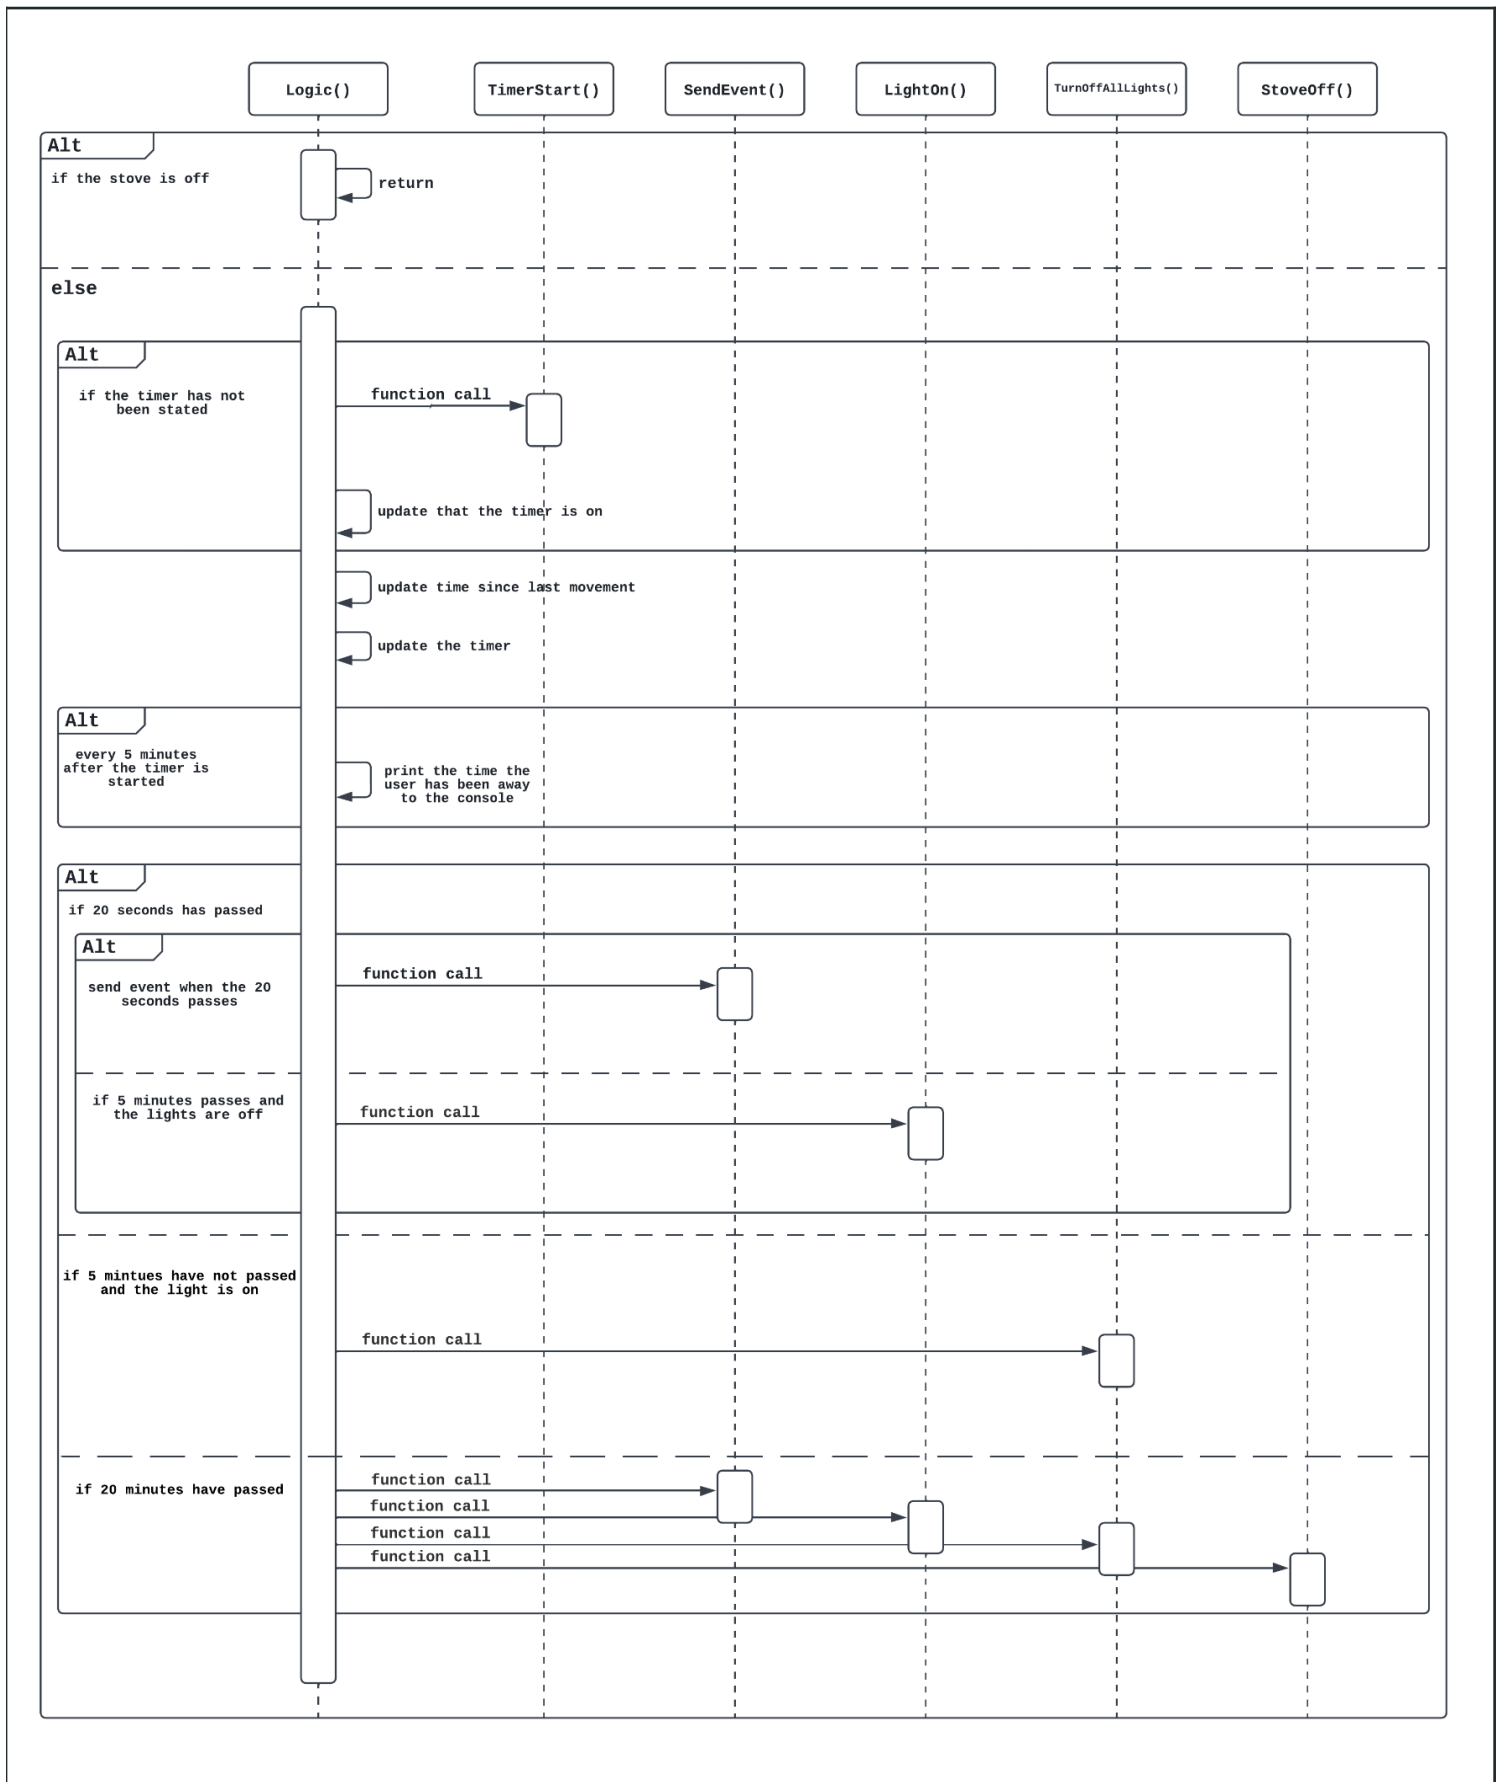 Logic()
TimerStart()
SendEvent()
LightOn()
TurnOffAllLights()
StoveOff()
Alt
if the stove is off
return
else
Alt
if the timer has not
been stated
function call
update that the timer is on
update time since last movement
update the timer
Alt
every 5 minutes
after the timer is
started
print the time the
user has been away
to the console
Alt
if 20 seconds has passed
Alt
send event when the 20
seconds passes
function call
if 5 minutes passes and
the lights are off
function call
if 5 mintues have not passed
and the light is on
function call
if 20 minutes have passed
function call
function call
function call
function call